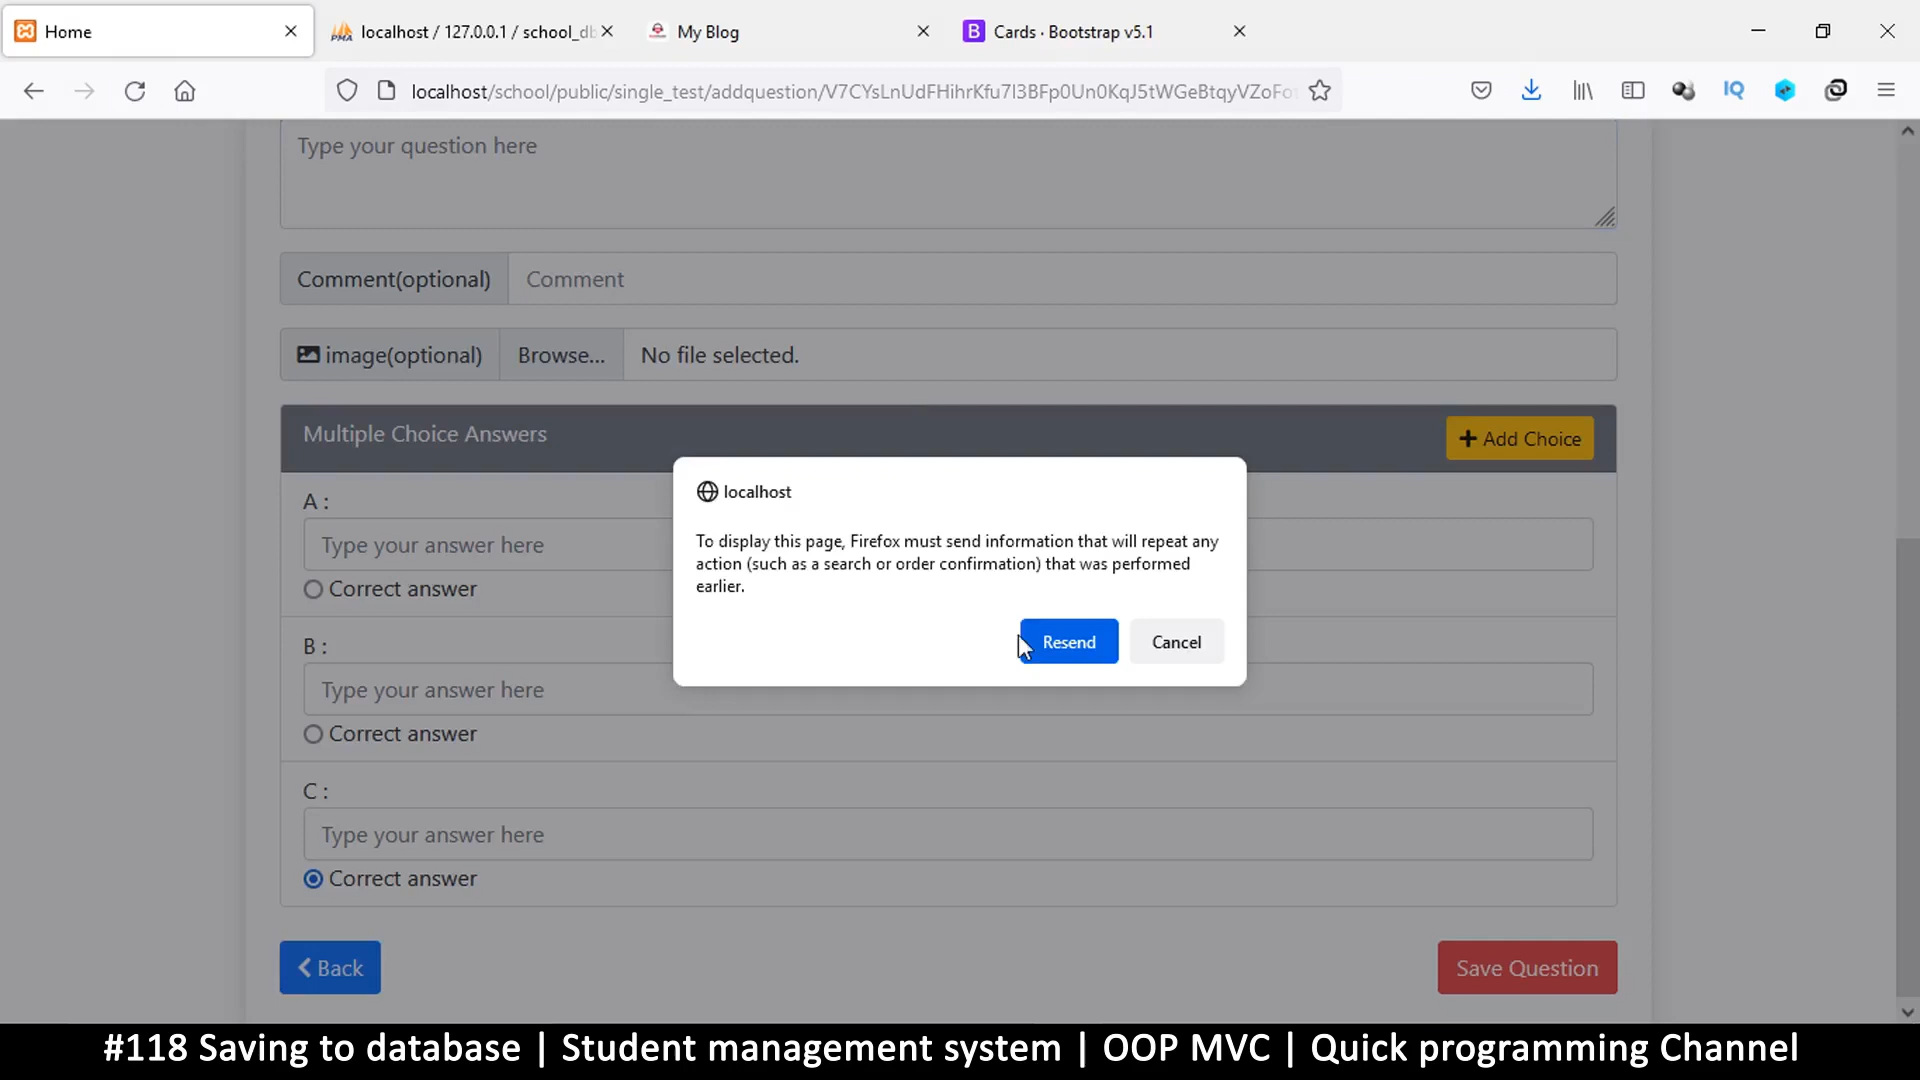 Home
localhost / 127.0.0.1 / school_db
My Blog
Cards · Bootstrap v5.1
localhost/school/public/single_test/addquestion/V7CYsLnUdFHihrKfu7l3BFp0Un0KqJ5tWGeBtqyVZoFo
IQ
Type your question here
Comment(optional)
Comment
image(optional)
Browse...
No file selected.
Multiple Choice Answers
Add Choice
A :
Type your answer here
Correct answer
B :
Type your answer here
Correct answer
C :
Type your answer here
Correct answer
localhost
To display this page, Firefox must send information that will repeat any
action (such as a search or order confirmation) that was performed
earlier.
Resend
Cancel
Back
Save Question
#118 Saving to database | Student management system | OOP MVC | Quick programming Channel